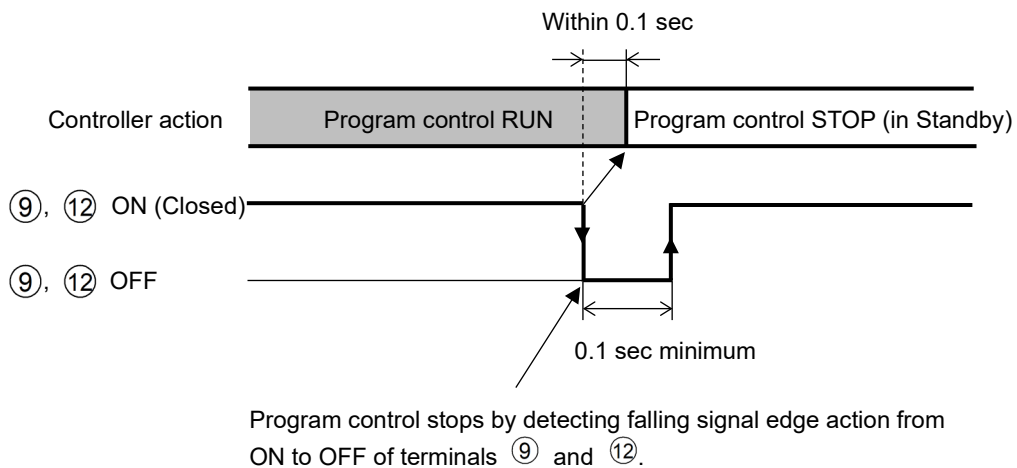 Within 0.1 sec
Controller action
Program control RUN
Program control STOP (in Standby)
⑨, ⑫ ON (Closed)
⑨, ⑫ OFF
0.1 sec minimum
Program control stops by detecting falling signal edge action from
ON to OFF of terminals ⑨ and ⑫.